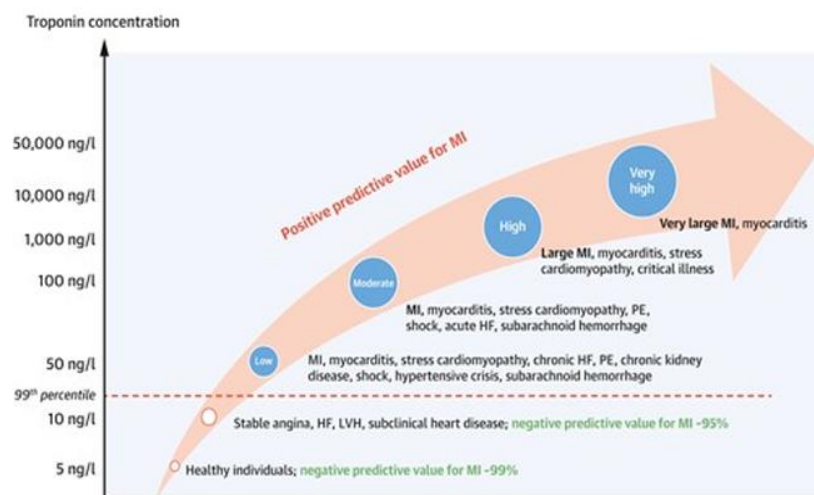 Troponin concentration
50,000 ng/l
10,000 ng/l
1,000 ng/l
100 ng/l
50 ng/l
99th percentile
10 ng/l
5 ng/l
Positive predictive value for MI
Very
high
Very large MI, myocarditis
High
Large MI, myocarditis, stress
cardiomyopathy, critical illness
Moderate
MI, myocarditis, stress cardiomyopathy, PE,
shock, acute HF, subarachnoid hemorrhage
Low
MI, myocarditis, stress cardiomyopathy, chronic HF, PE, chronic kidney
disease, shock, hypertensive crisis, subarachnoid hemorrhage
Stable angina, HF, LVH, subclinical heart disease; negative predictive value for MI ~95%
Healthy individuals; negative predictive value for MI ~99%